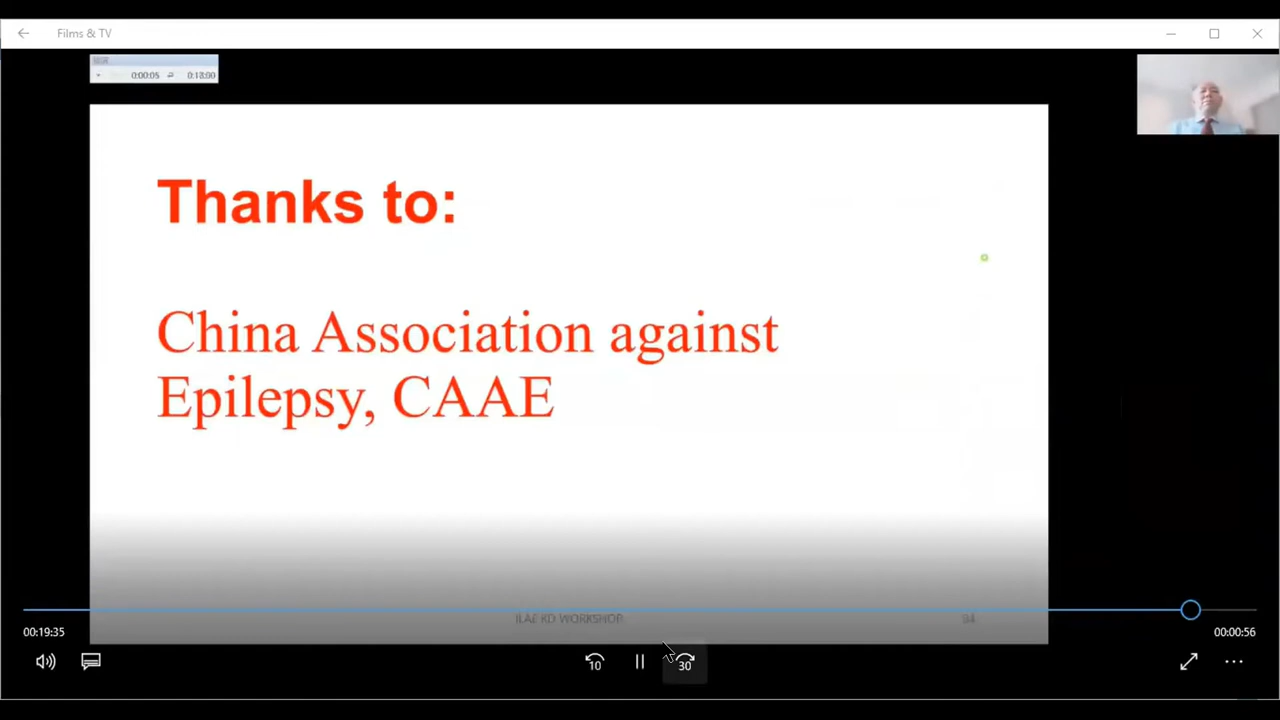 Films & TV
0:00:05
0:18:00
Thanks to:
China Association against
Epilepsy, CAAE
ILAE KD WORKSHOP
94
00:19:35
00:00:56
10
30